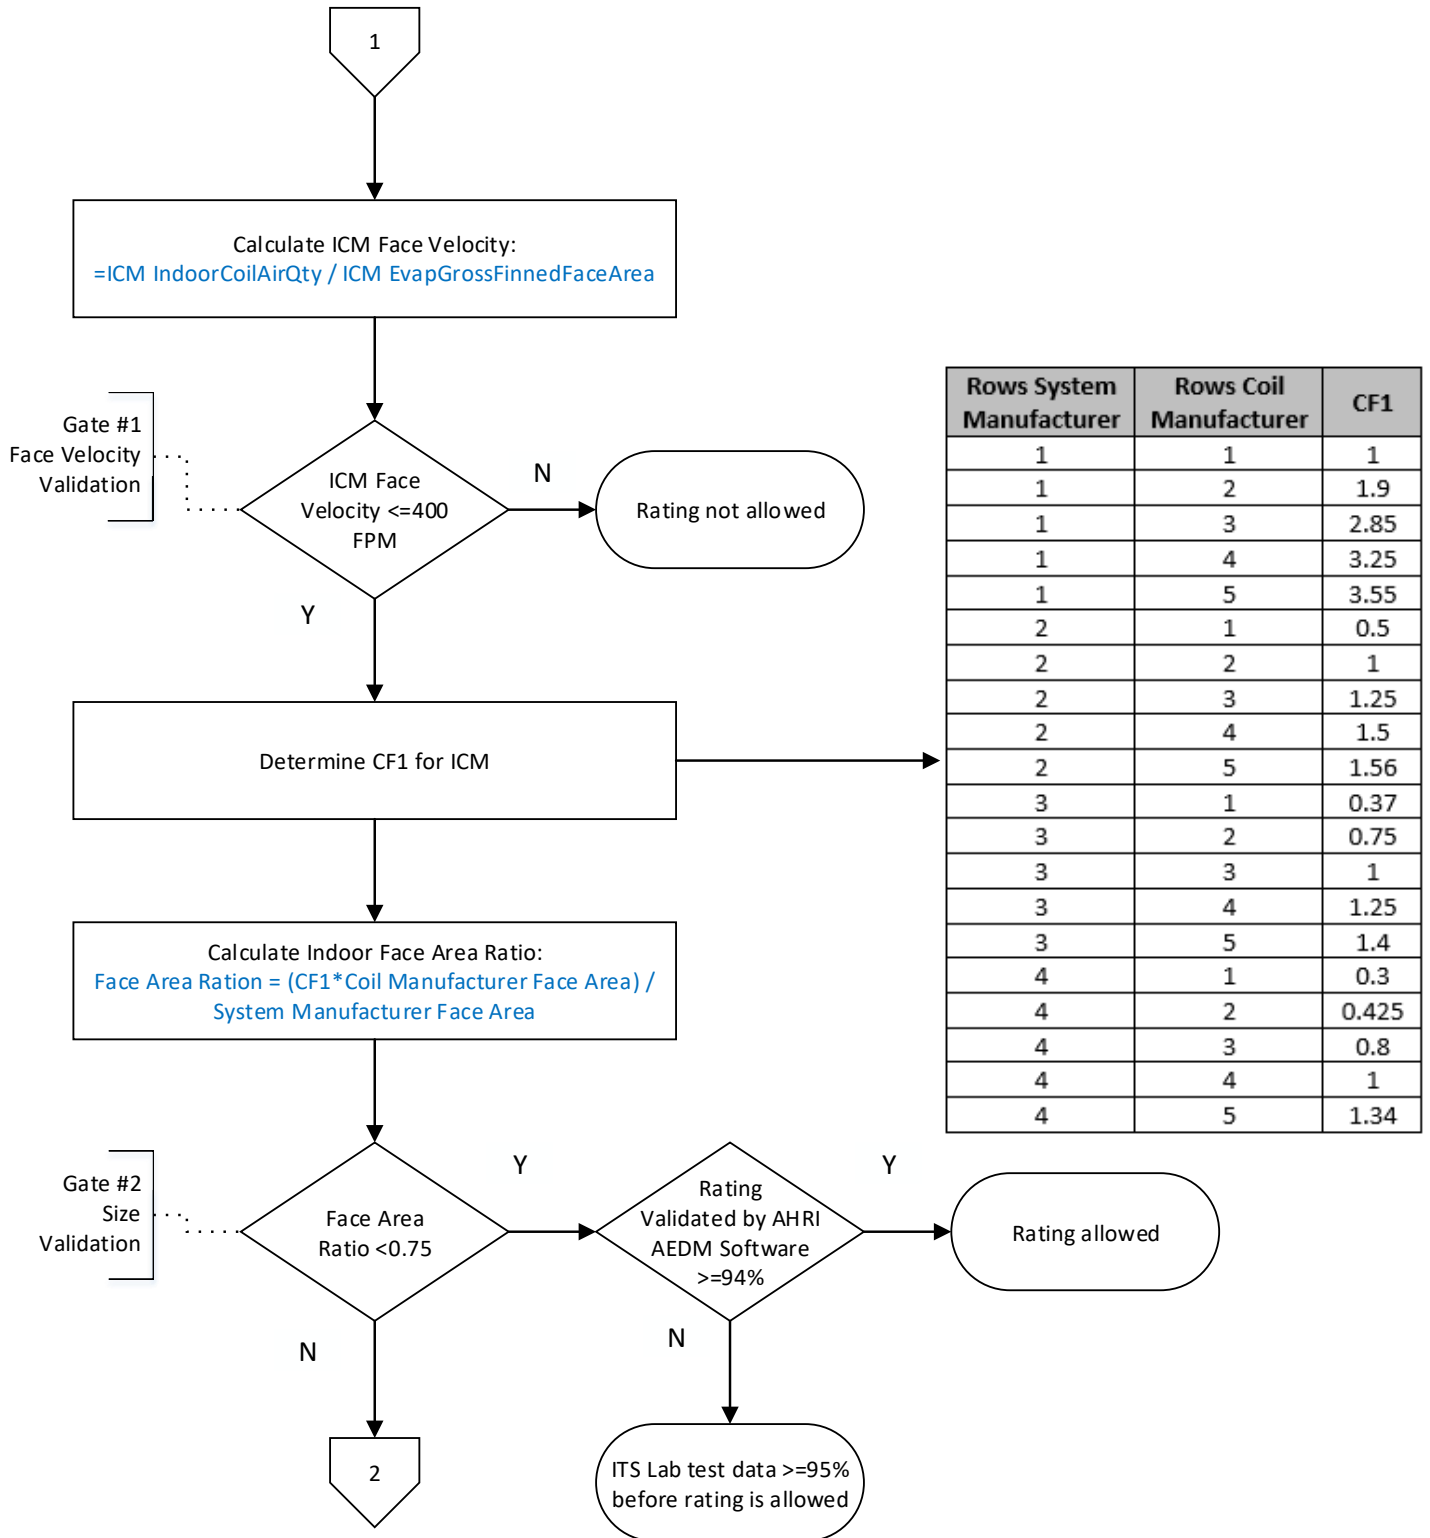 1
Calculate ICM Face Velocity:
=ICM IndoorCoilAirQty / ICM EvapGrossFinnedFaceArea
Gate #1
Face Velocity
Validation
ICM Face
Velocity <=400
FPM
N
Rating not allowed
Y
Determine CF1 for ICM
Rows System Manufacturer Rows Coil Manufacturer CF1
1 1 1
1 2 1.9
1 3 2.85
1 4 3.25
1 5 3.55
2 1 0.5
2 2 1
2 3 1.25
2 4 1.5
2 5 1.56
3 1 0.37
3 2 0.75
3 3 1
3 4 1.25
3 5 1.4
4 1 0.3
4 2 0.425
4 3 0.8
4 4 1
4 5 1.34
Calculate Indoor Face Area Ratio:
Face Area Ration = (CF1*Coil Manufacturer Face Area) /
System Manufacturer Face Area
Gate #2
Size
Validation
Face Area
Ratio <0.75
Y
Rating
Validated by AHRI
AEDM Software
>=94%
Y
Rating allowed
N
N
2
ITS Lab test data >=95%
before rating is allowed